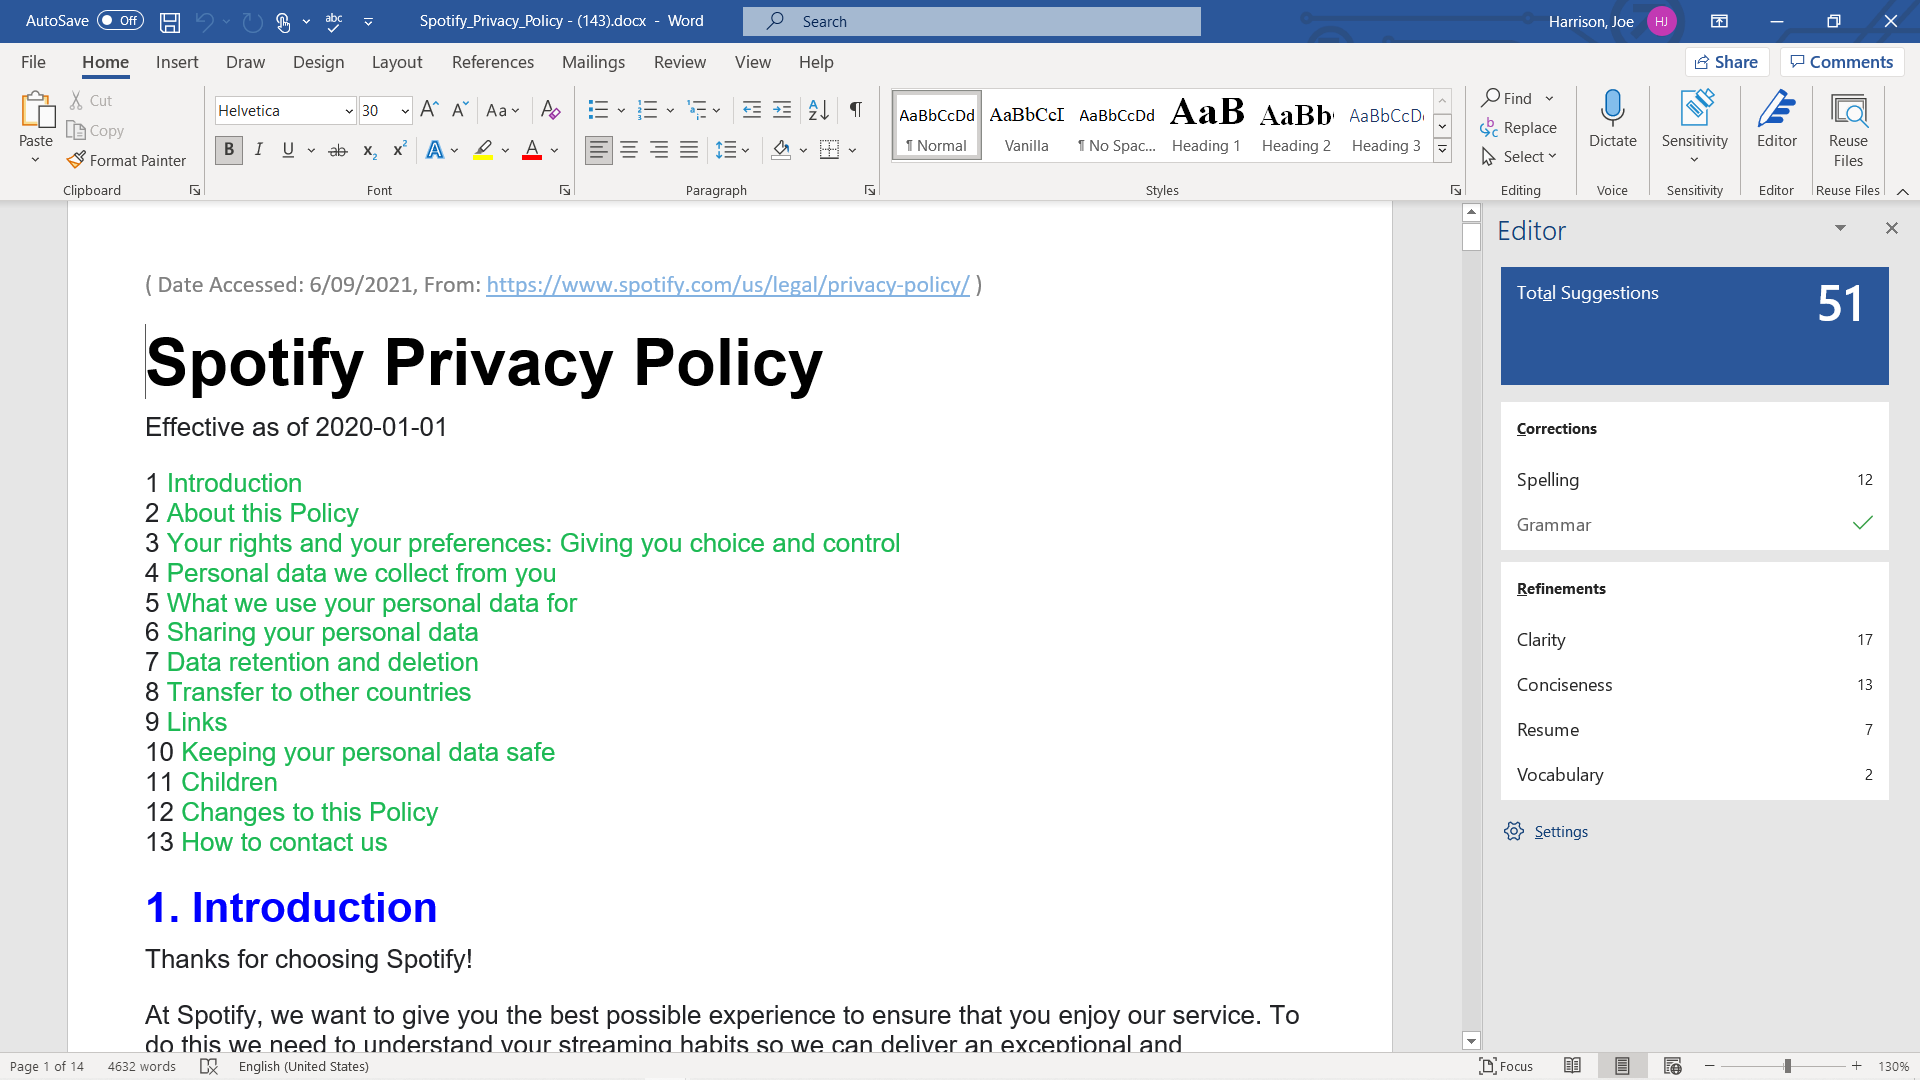 AutoSave Off abc Spotify_Privacy_Policy - (143).docx - Word Search Harrison, Joe HJ
File Home Insert Draw Design Layout References Mailings Review View Help Share Comments
Paste Cut Copy Format Painter Clipboard
Helvetica 30 Aa
B I U ab x₂ x² A A
Font
Paragraph
AaBbCcDd AaBbCcI AaBbCcDd AaB AaBb AaBbCcD
¶ Normal Vanilla ¶ No Spac... Heading 1 Heading 2 Heading 3
Styles
Find Replace Select Editing
Dictate Voice
Sensitivity Sensitivity
Editor Editor
Reuse Files Reuse Files
( Date Accessed: 6/09/2021, From: https://www.spotify.com/us/legal/privacy-policy/ )
Spotify Privacy Policy
Effective as of 2020-01-01
1 Introduction
2 About this Policy
3 Your rights and your preferences: Giving you choice and control
4 Personal data we collect from you
5 What we use your personal data for
6 Sharing your personal data
7 Data retention and deletion
8 Transfer to other countries
9 Links
10 Keeping your personal data safe
11 Children
12 Changes to this Policy
13 How to contact us
1. Introduction
Thanks for choosing Spotify!
At Spotify, we want to give you the best possible experience to ensure that you enjoy our service. To
do this we need to understand your streaming habits so we can deliver an exceptional and
Editor
Total Suggestions 51
Corrections
Spelling 12
Grammar
Refinements
Clarity 17
Conciseness 13
Resume 7
Vocabulary 2
Settings
Page 1 of 14 4632 words English (United States) Focus 130%